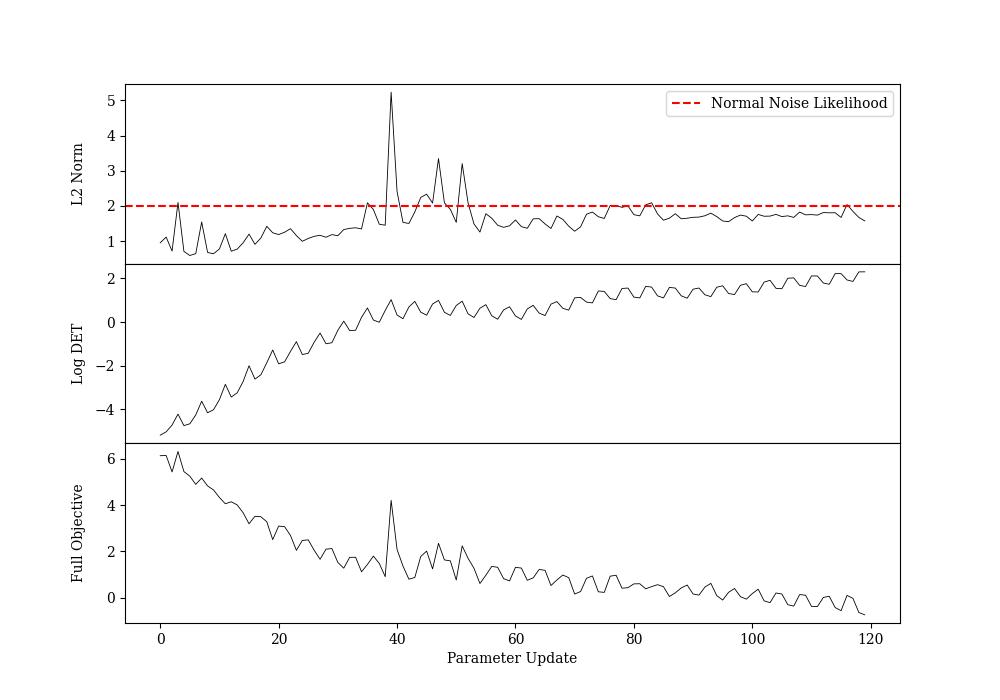 5
4
3
2
1
L2 Norm
Normal Noise Likelihood
2
0
−2
−4
Log DET
6
4
2
0
Full Objective
0 20 40 60 80 100 120
Parameter Update